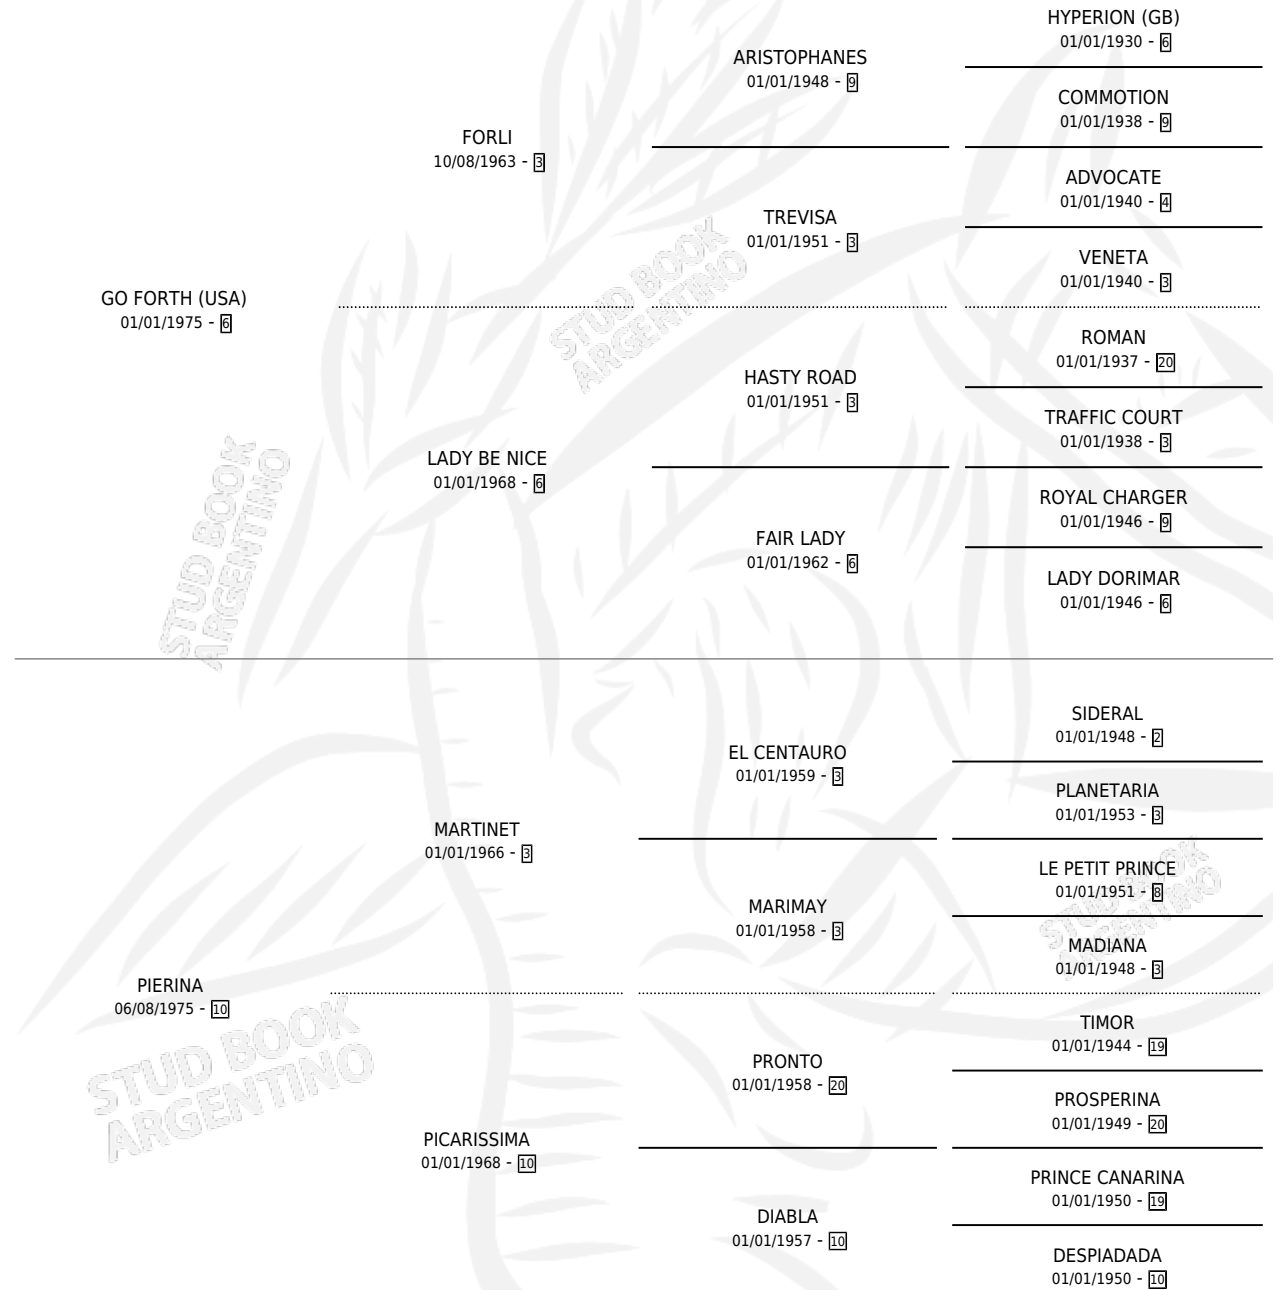 HYPERION (GB)
01/01/1930 - 6
ARISTOPHANES
01/01/1948 - 9
COMMOTION
01/01/1938 - 9
FORLI
10/08/1963 - 3
ADVOCATE
01/01/1940 - 4
TREVISA
01/01/1951 - 3
VENETA
01/01/1940 - 3
GO FORTH (USA)
01/01/1975 - 6
ROMAN
01/01/1937 - 20
HASTY ROAD
01/01/1951 - 3
TRAFFIC COURT
01/01/1938 - 3
LADY BE NICE
01/01/1968 - 6
ROYAL CHARGER
01/01/1946 - 9
FAIR LADY
01/01/1962 - 6
LADY DORIMAR
01/01/1946 - 6
SIDERAL
01/01/1948 - 2
EL CENTAURO
01/01/1959 - 3
PLANETARIA
01/01/1953 - 3
MARTINET
01/01/1966 - 3
LE PETIT PRINCE
01/01/1951 - 8
MARIMAY
01/01/1958 - 3
MADIANA
01/01/1948 - 3
PIERINA
06/08/1975 - 10
TIMOR
01/01/1944 - 19
PRONTO
01/01/1958 - 20
PROSPERINA
01/01/1949 - 20
PICARISSIMA
01/01/1968 - 10
PRINCE CANARINA
01/01/1950 - 19
DIABLA
01/01/1957 - 10
DESPIADADA
01/01/1950 - 10
STUD BOOK
ARGENTINO
STUD BOOK
ARGENTINO
STUD BOOK
ARGENTINO
STUD BOOK
ARGENTINO